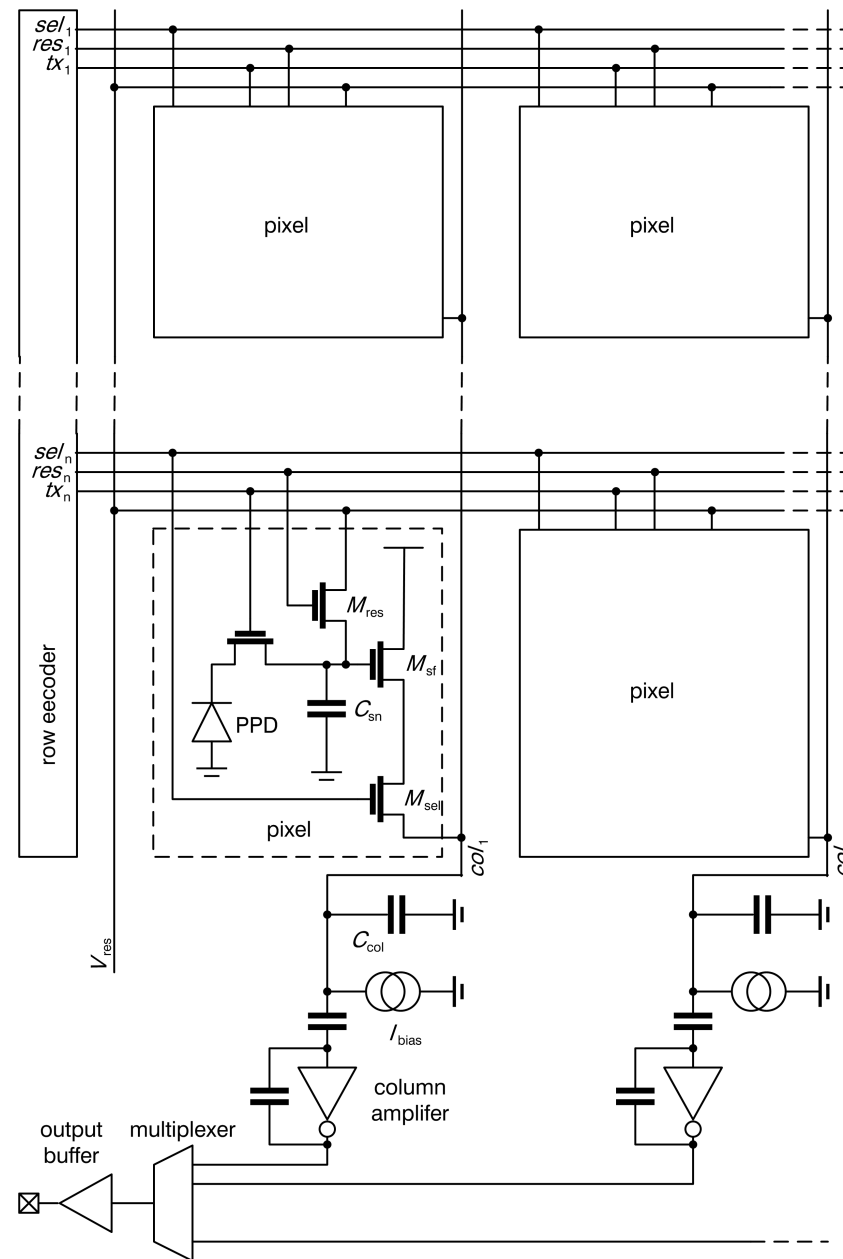 sel1
res1
tx1
pixel
pixel
seln
resn
txn
Mres
Msf
PPD
Csn
pixel
Msel
pixel
row eecoder
col1
col
Vres
Ccol
Ibias
column
amplifer
output
buffer
multiplexer